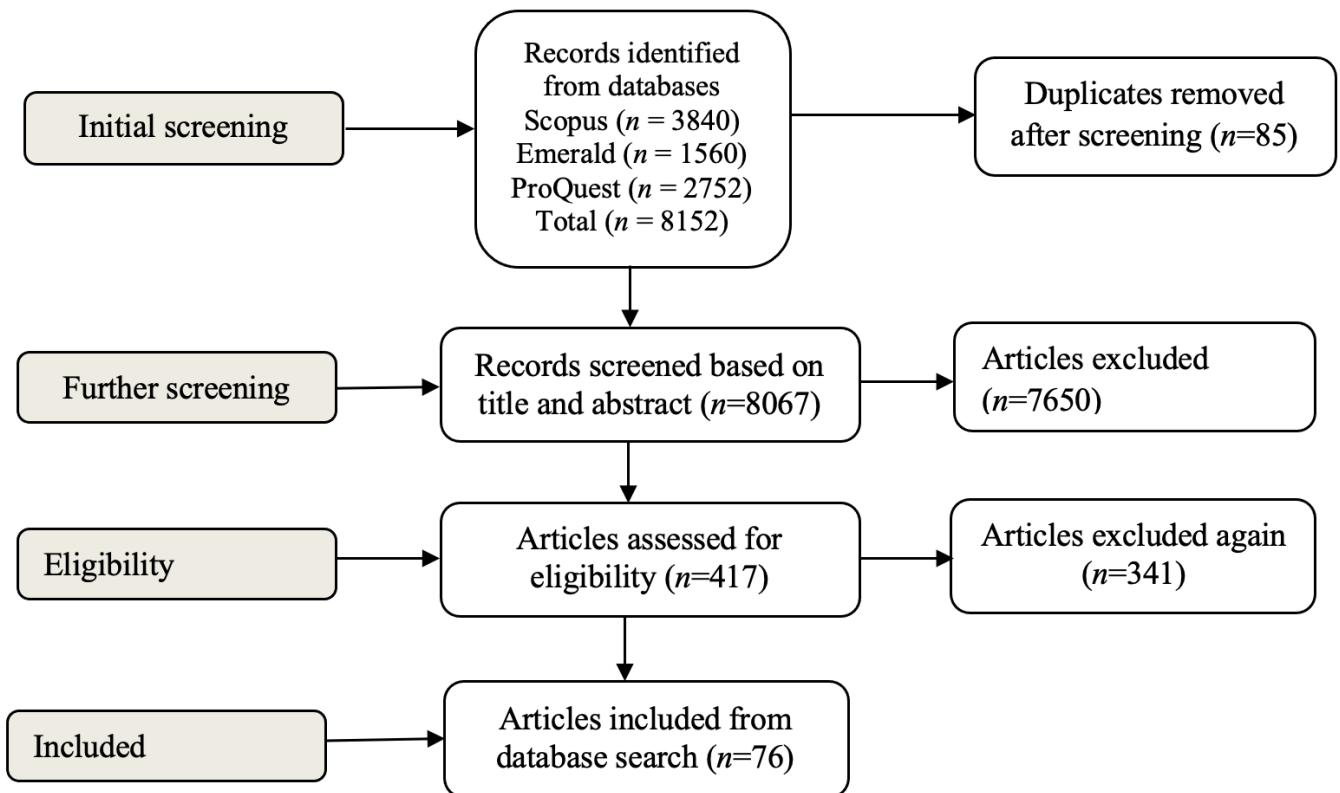 Initial screening
Records identified
from databases
Scopus (n = 3840)
Emerald (n = 1560)
ProQuest (n = 2752)
Total (n = 8152)
Duplicates removed
after screening (n=85)
Further screening
Records screened based on
title and abstract (n=8067)
Articles excluded
(n=7650)
Eligibility
Articles assessed for
eligibility (n=417)
Articles excluded again
(n=341)
Included
Articles included from
database search (n=76)